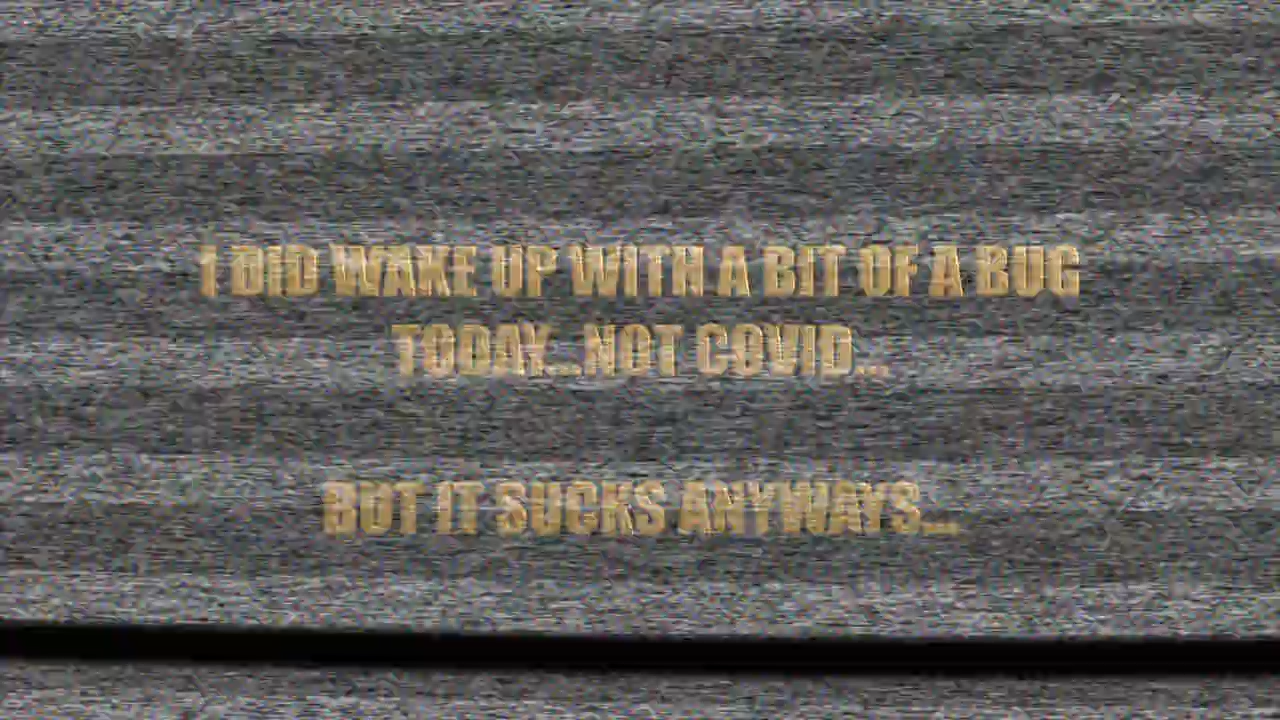 I DID WAKE UP WITH A BIT OF A BUG
TODAY...NOT COVID...
BUT IT SUCKS ANYWAYS...